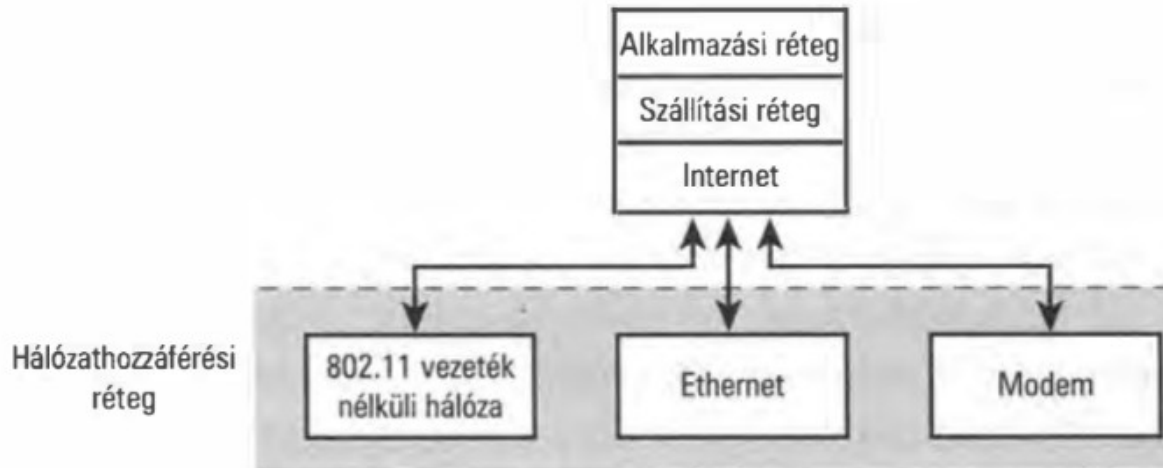 Alkalmazási réteg
Szállítási réteg
Internet
Hálózathozzáférési
réteg
802.11 vezeték
nélküli hálóza
Ethernet
Modem